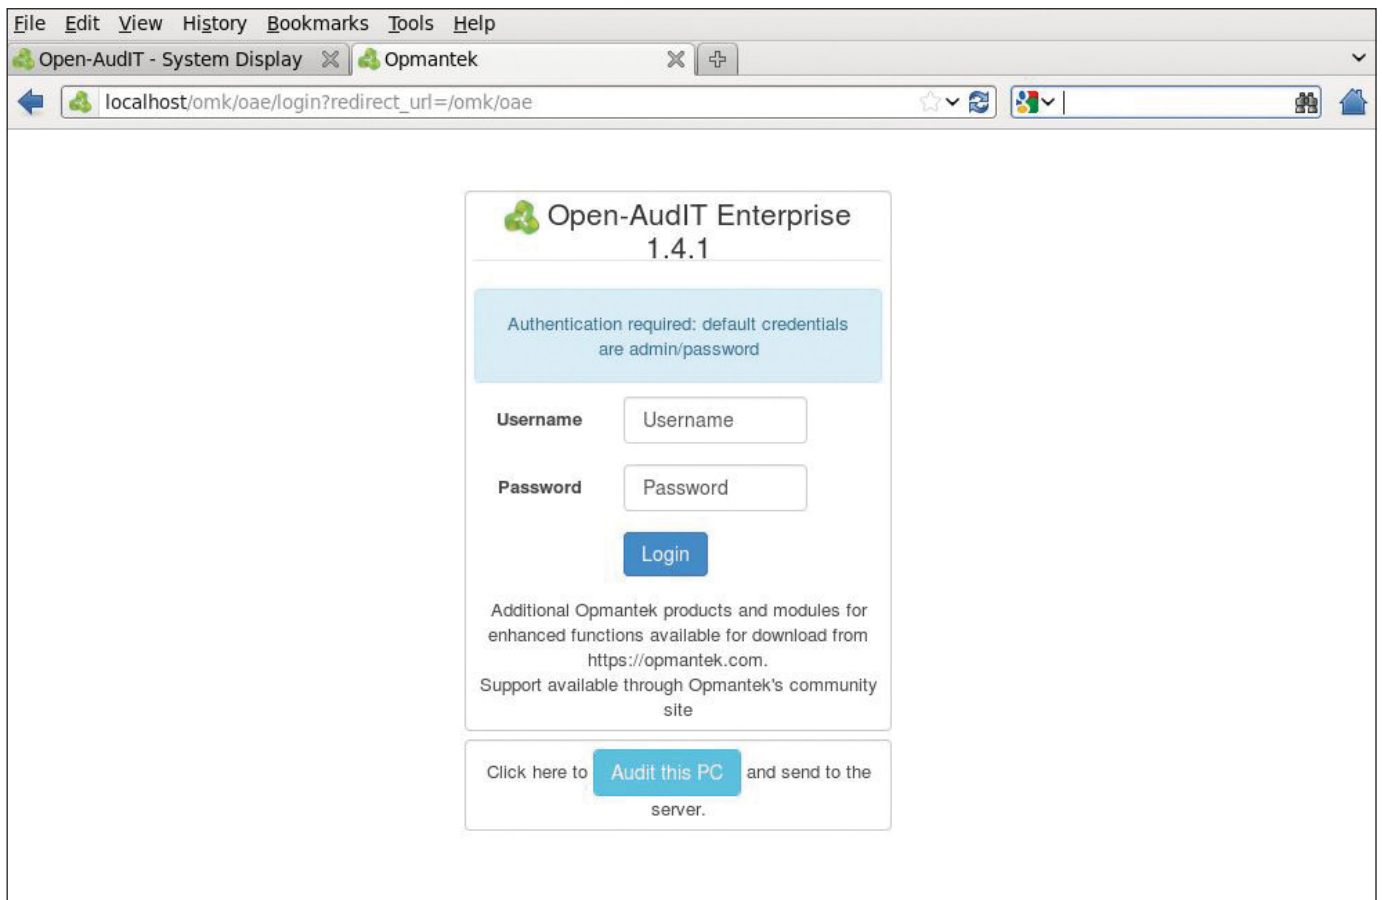 File Edit View History Bookmarks Tools Help
Open-AudIT - System Display
Opmantek
localhost/omk/oae/login?redirect_url=/omk/oae
Open-AudIT Enterprise
1.4.1
Authentication required: default credentials
are admin/password
Username Username
Password Password
Login
Additional Opmantek products and modules for
enhanced functions available for download from
https://opmantek.com.
Support available through Opmantek's community
site
Click here to Audit this PC and send to the
server.